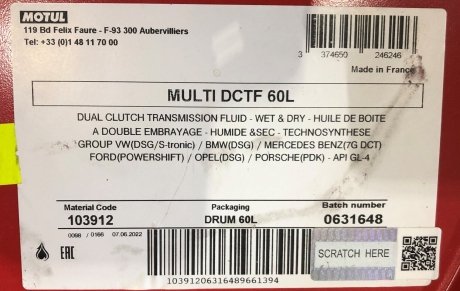 MOTUL
119 Bd Felix Faure - F-93 300 Aubervilliers
Tel: +33 (0)1 48 11 70 00
3 374650 246246
Made in France
MULTI DCTF 60L
DUAL CLUTCH TRANSMISSION FLUID - WET & DRY - HUILE DE BOITE
A DOUBLE EMBRAYAGE - HUMIDE &SEC - TECHNOSYNTHESE
GROUP VW(DSG/S-tronic) / BMW(DSG) / MERCEDES BENZ(7G DCT)
FORD(POWERSHIFT) / OPEL(DSG) / PORSCHE(PDK) - API GL-4
Material Code Packaging Batch number
103912 DRUM 60L 0631648
0098 / 0166 07.06.2022
EAC
SCRATCH HERE
10391206316489661394